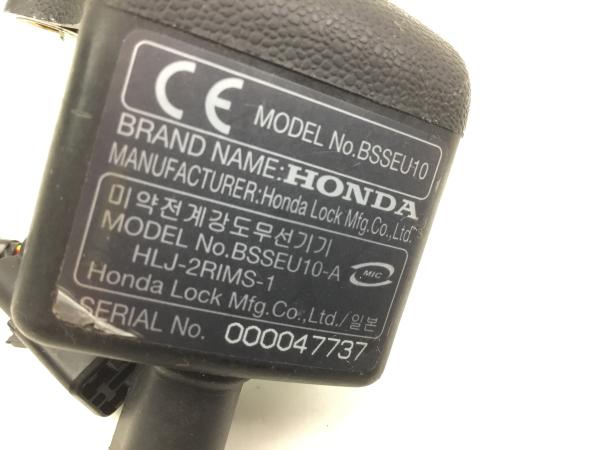 CE MODEL No.BSSEU10
BRAND NAME:HONDA
MANUFACTURER:Honda Lock Mfg.Co.,Ltd.
미약전계강도무선기기
MODEL No.BSSEU10-A MIC
HLJ-2RIMS-1
Honda Lock Mfg.Co.,Ltd./일본
SERIAL No. 000047737